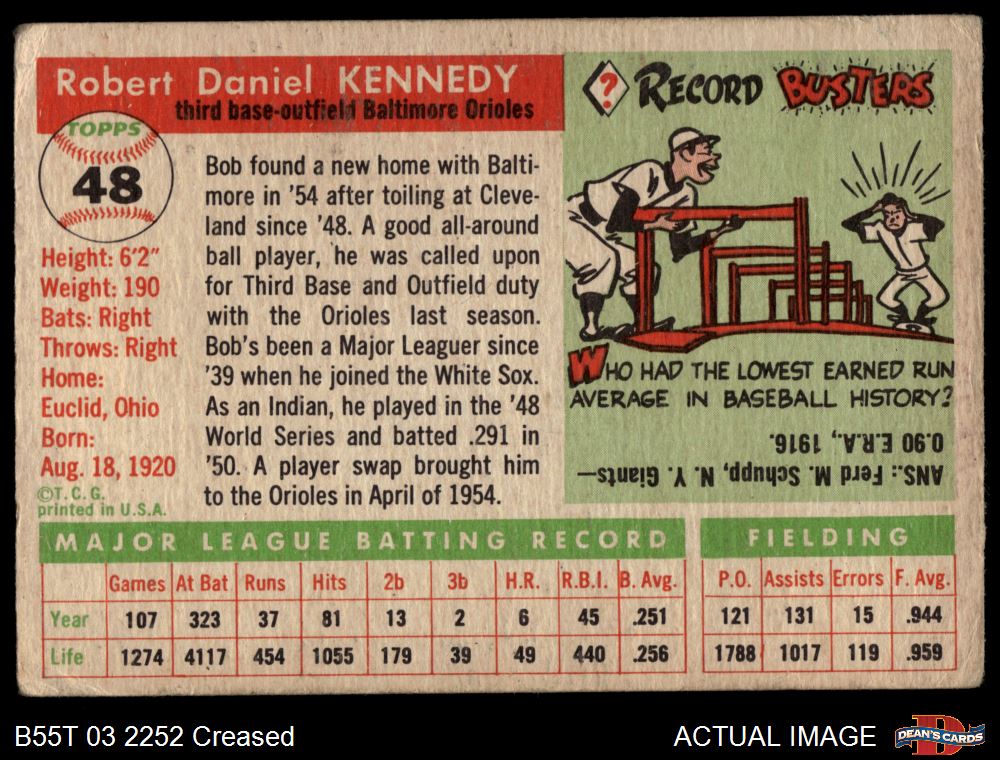 Robert Daniel KENNEDY
third base-outfield Baltimore Orioles
TOPPS
48
Height: 6'2"
Weight: 190
Bats: Right
Throws: Right
Home:
Euclid, Ohio
Born:
Aug. 18, 1920
©T. C. G.
printed in U.S.A.
Bob found a new home with Balti-
more in '54 after toiling at Cleve-
land since '48. A good all-around
ball player, he was called upon
for Third Base and Outfield duty
with the Orioles last season.
Bob's been a Major Leaguer since
'39 when he joined the White Sox.
As an Indian, he played in the '48
World Series and batted .291 in
'50. A player swap brought him
to the Orioles in April of 1954.
? RECORD BUSTERS
WHO HAD THE LOWEST EARNED RUN
AVERAGE IN BASEBALL HISTORY?
ANS.: Ferd M. Schupp, N. Y. Giants—
0.90 E.R.A., 1916.
MAJOR LEAGUE BATTING RECORD FIELDING
Games At Bat Runs Hits 2b 3b H.R. R.B.I. B. Avg. P.O. Assists Errors F. Avg.
Year 107 323 37 81 13 2 6 45 .251 121 131 15 .944
Life 1274 4117 454 1055 179 39 49 440 .256 1788 1017 119 .959
B55T 03 2252 Creased
ACTUAL IMAGE
D
DEAN'S CARDS